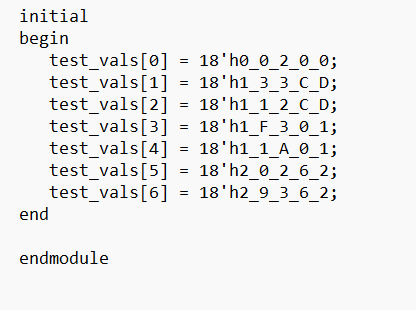 initial
begin
   test_vals[0] = 18'h0_0_2_0_0;
   test_vals[1] = 18'h1_3_3_C_D;
   test_vals[2] = 18'h1_1_2_C_D;
   test_vals[3] = 18'h1_F_3_0_1;
   test_vals[4] = 18'h1_1_A_0_1;
   test_vals[5] = 18'h2_0_2_6_2;
   test_vals[6] = 18'h2_9_3_6_2;
end

endmodule